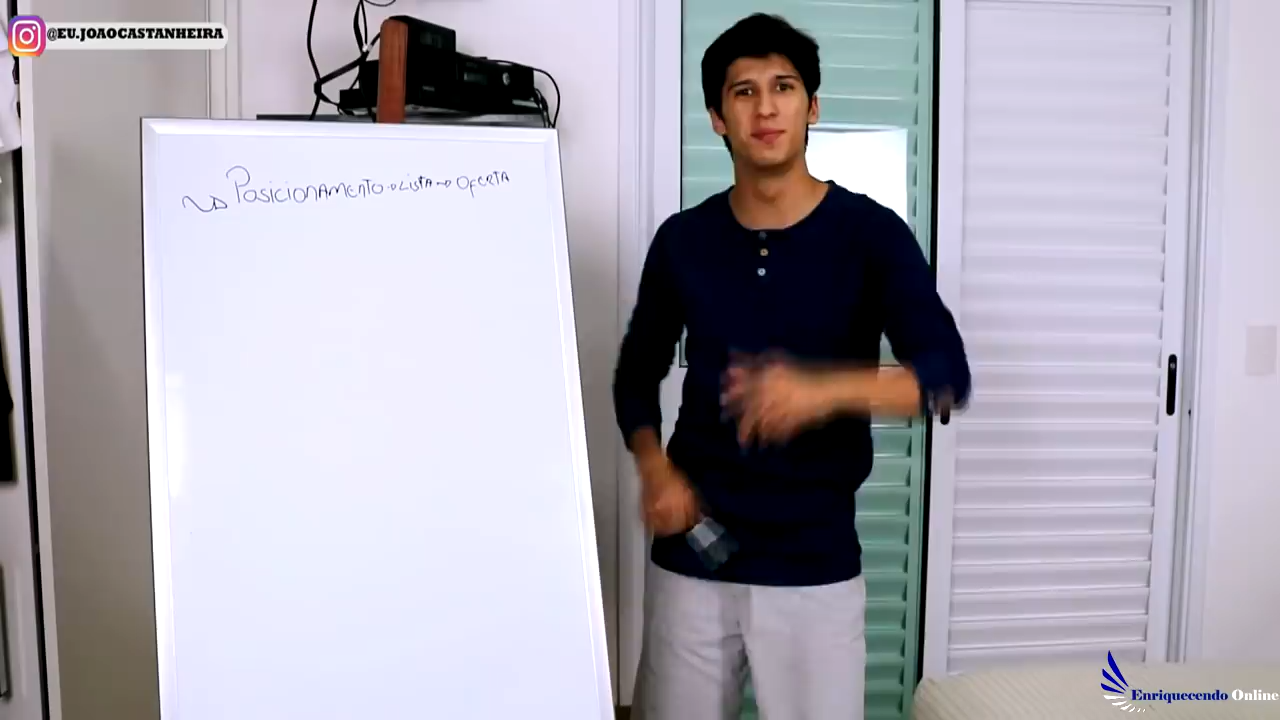 @EU.JOAOCASTANHEIRA
Posicionamento → Lista → Oferta
Enriquecendo Online